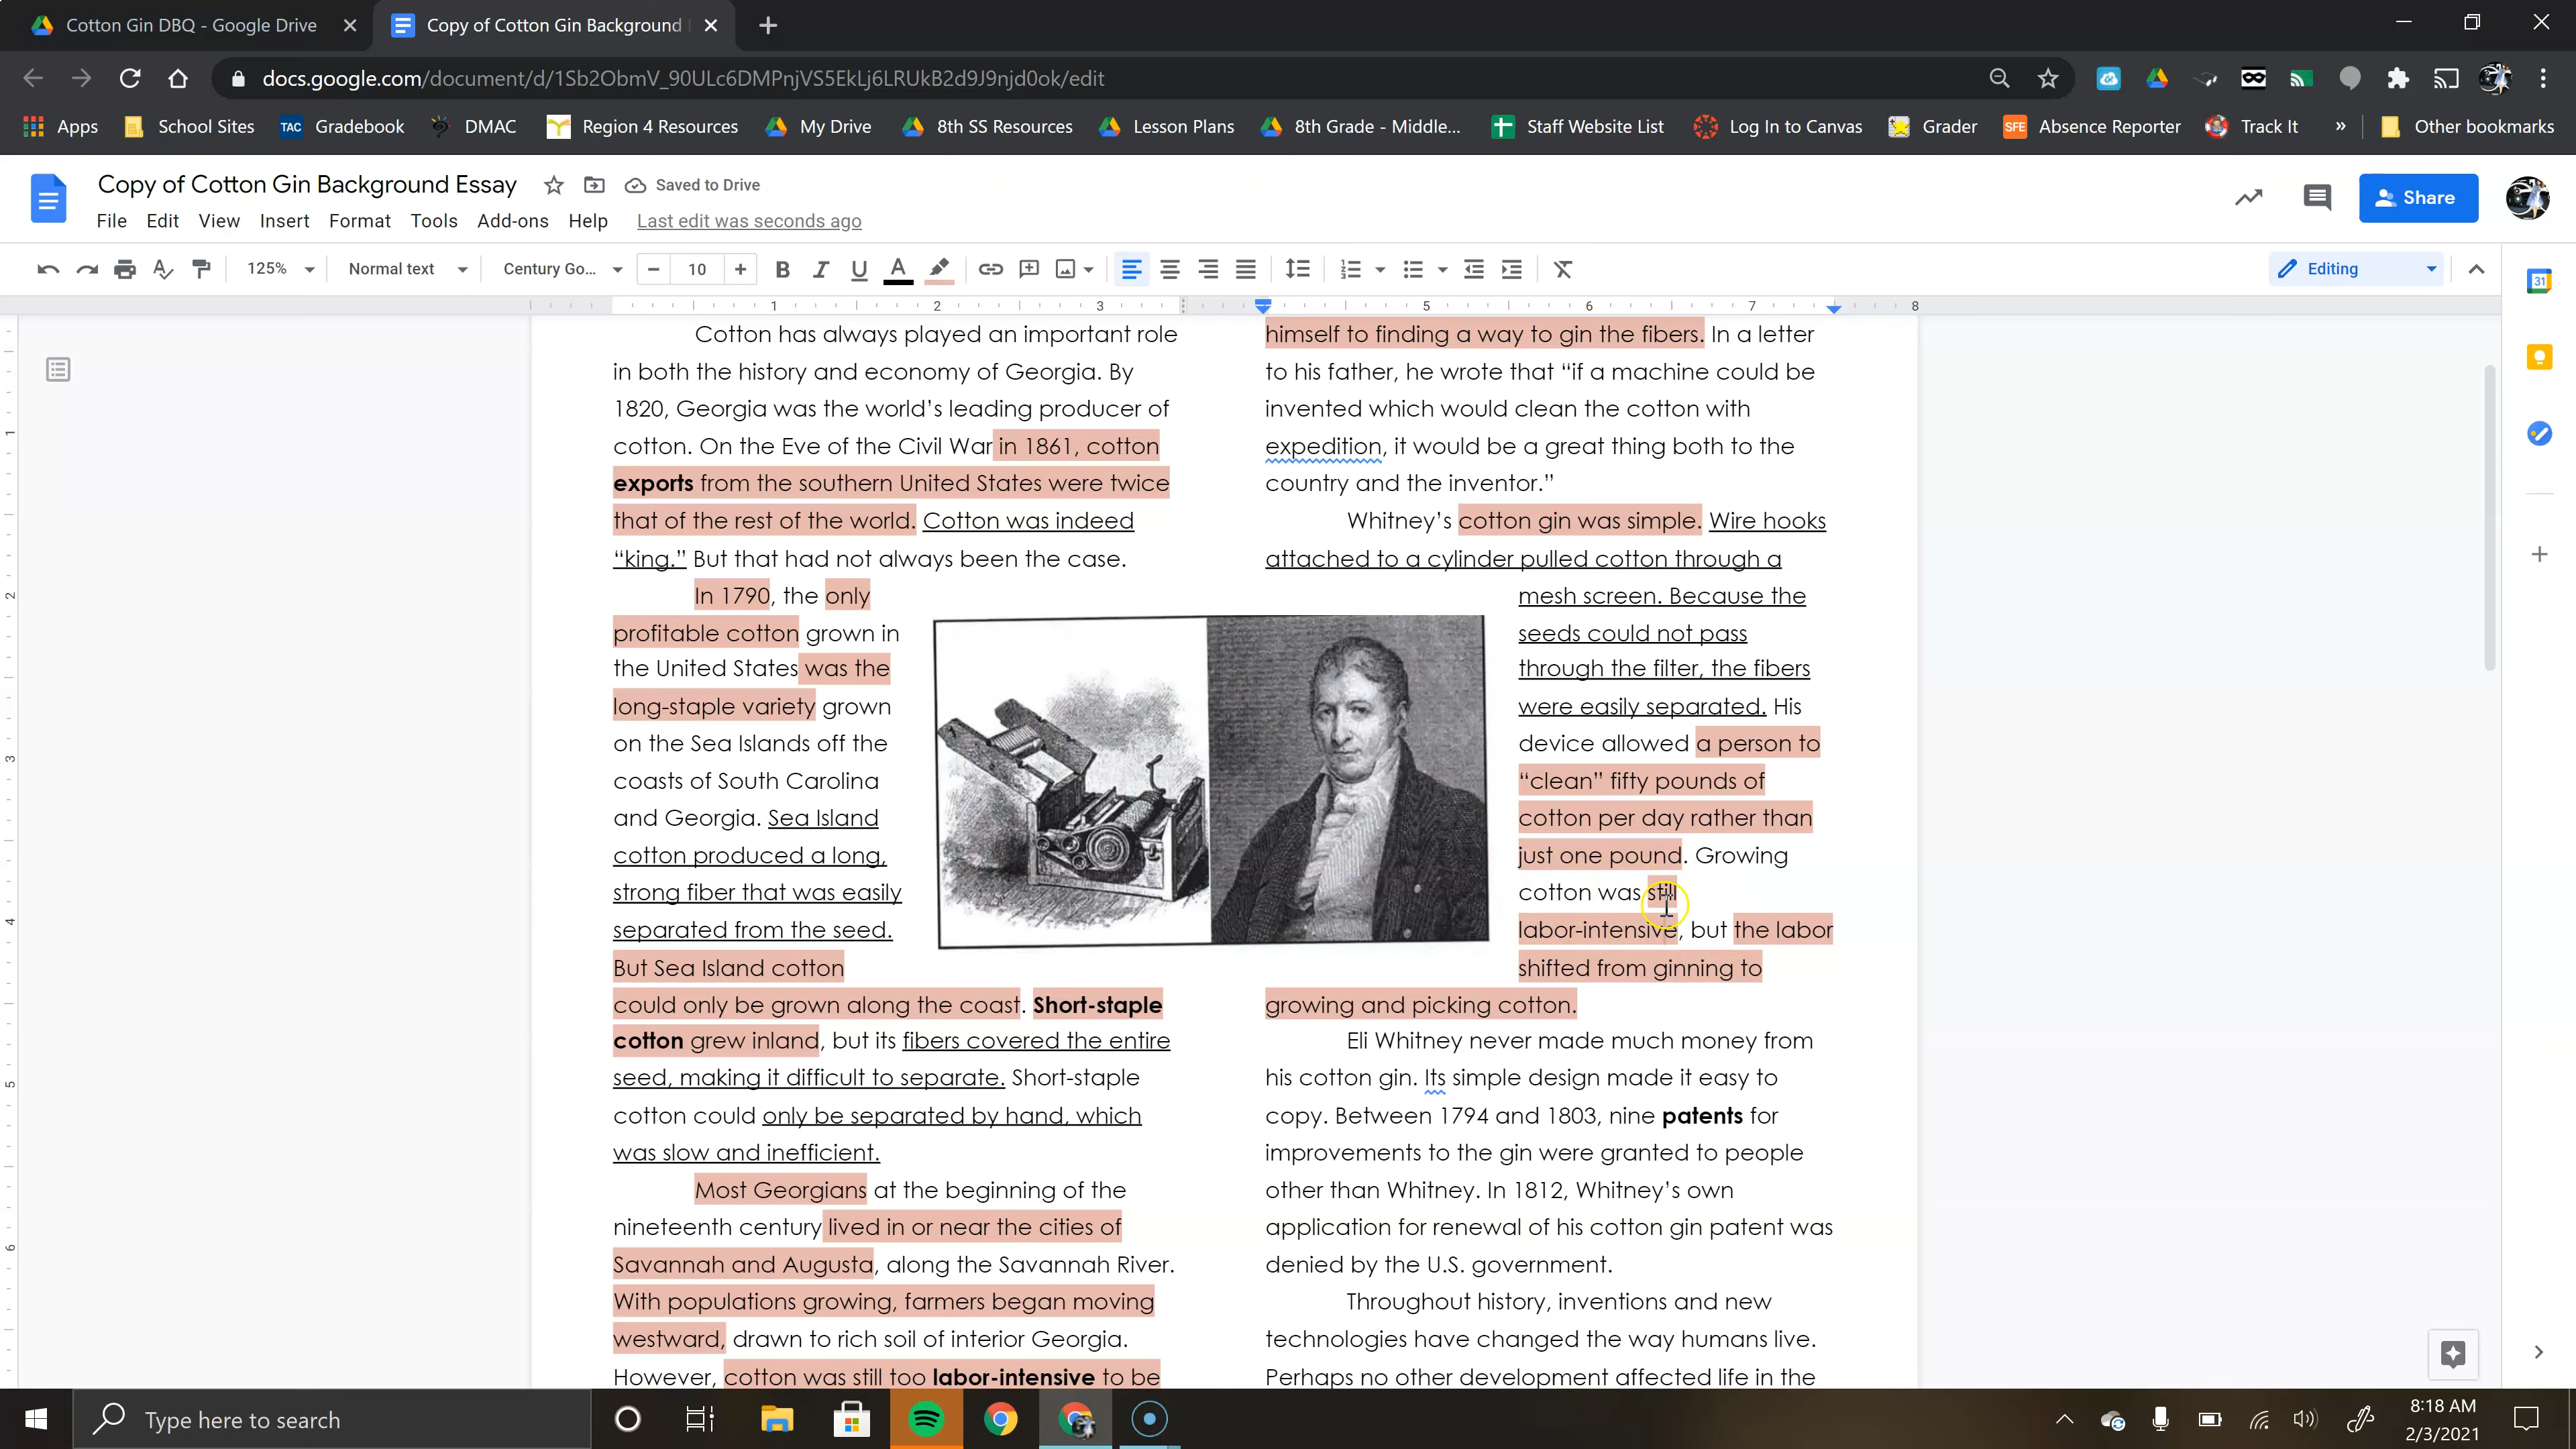 Cotton Gin DBQ - Google Drive
Copy of Cotton Gin Background
docs.google.com/document/d/1Sb2ObmV_90ULc6DMPnjVS5EkLj6LRUkB2d9J9njd0ok/edit
Apps School Sites TAC Gradebook DMAC Region 4 Resources My Drive 8th SS Resources Lesson Plans 8th Grade - Middle... Staff Website List Log In to Canvas Grader SFE Absence Reporter Track It » Other bookmarks
Copy of Cotton Gin Background Essay Saved to Drive
File Edit View Insert Format Tools Add-ons Help Last edit was seconds ago
Share
125% Normal text Century Go... 10 Editing
31
1 2 3 5 6 7 8
1
2
3
4
5
6
Cotton has always played an important role
in both the history and economy of Georgia. By
1820, Georgia was the world's leading producer of
cotton. On the Eve of the Civil War in 1861, cotton
exports from the southern United States were twice
that of the rest of the world. Cotton was indeed
“king.” But that had not always been the case.
In 1790, the only
profitable cotton grown in
the United States was the
long-staple variety grown
on the Sea Islands off the
coasts of South Carolina
and Georgia. Sea Island
cotton produced a long,
strong fiber that was easily
separated from the seed.
But Sea Island cotton
could only be grown along the coast. Short-staple
cotton grew inland, but its fibers covered the entire
seed, making it difficult to separate. Short-staple
cotton could only be separated by hand, which
was slow and inefficient.
Most Georgians at the beginning of the
nineteenth century lived in or near the cities of
Savannah and Augusta, along the Savannah River.
With populations growing, farmers began moving
westward, drawn to rich soil of interior Georgia.
However, cotton was still too labor-intensive to be
himself to finding a way to gin the fibers. In a letter
to his father, he wrote that “if a machine could be
invented which would clean the cotton with
expedition, it would be a great thing both to the
country and the inventor.”
Whitney's cotton gin was simple. Wire hooks
attached to a cylinder pulled cotton through a
mesh screen. Because the
seeds could not pass
through the filter, the fibers
were easily separated. His
device allowed a person to
“clean” fifty pounds of
cotton per day rather than
just one pound. Growing
cotton was still
labor-intensive, but the labor
shifted from ginning to
growing and picking cotton.
Eli Whitney never made much money from
his cotton gin. Its simple design made it easy to
copy. Between 1794 and 1803, nine patents for
improvements to the gin were granted to people
other than Whitney. In 1812, Whitney's own
application for renewal of his cotton gin patent was
denied by the U.S. government.
Throughout history, inventions and new
technologies have changed the way humans live.
Perhaps no other development affected life in the
Type here to search
8:18 AM
2/3/2021